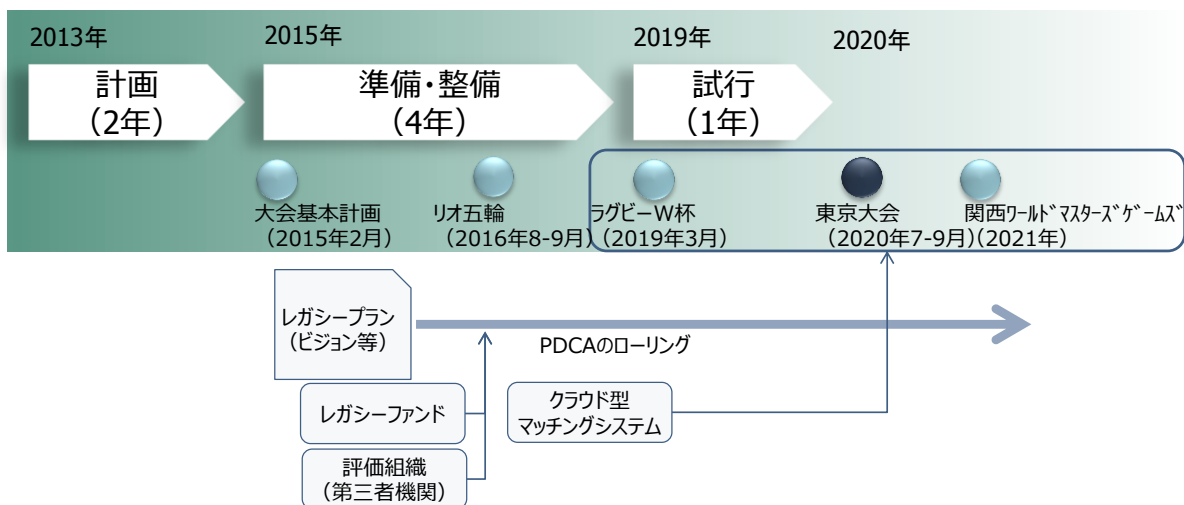 2013年
2015年
2019年
2020年
計画
（2年）
準備・整備
（4年）
試行
（1年）
大会基本計画
（2015年2月）
リオ五輪
（2016年8-9月）
ラグビーW杯
（2019年3月）
東京大会
（2020年7-9月）
関西ﾜｰﾙﾄﾞﾏｽﾀｰｽﾞｹﾞｰﾑｽﾞ
（2021年）
レガシープラン
（ビジョン等）
PDCAのローリング
レガシーファンド
クラウド型
マッチングシステム
評価組織
（第三者機関）